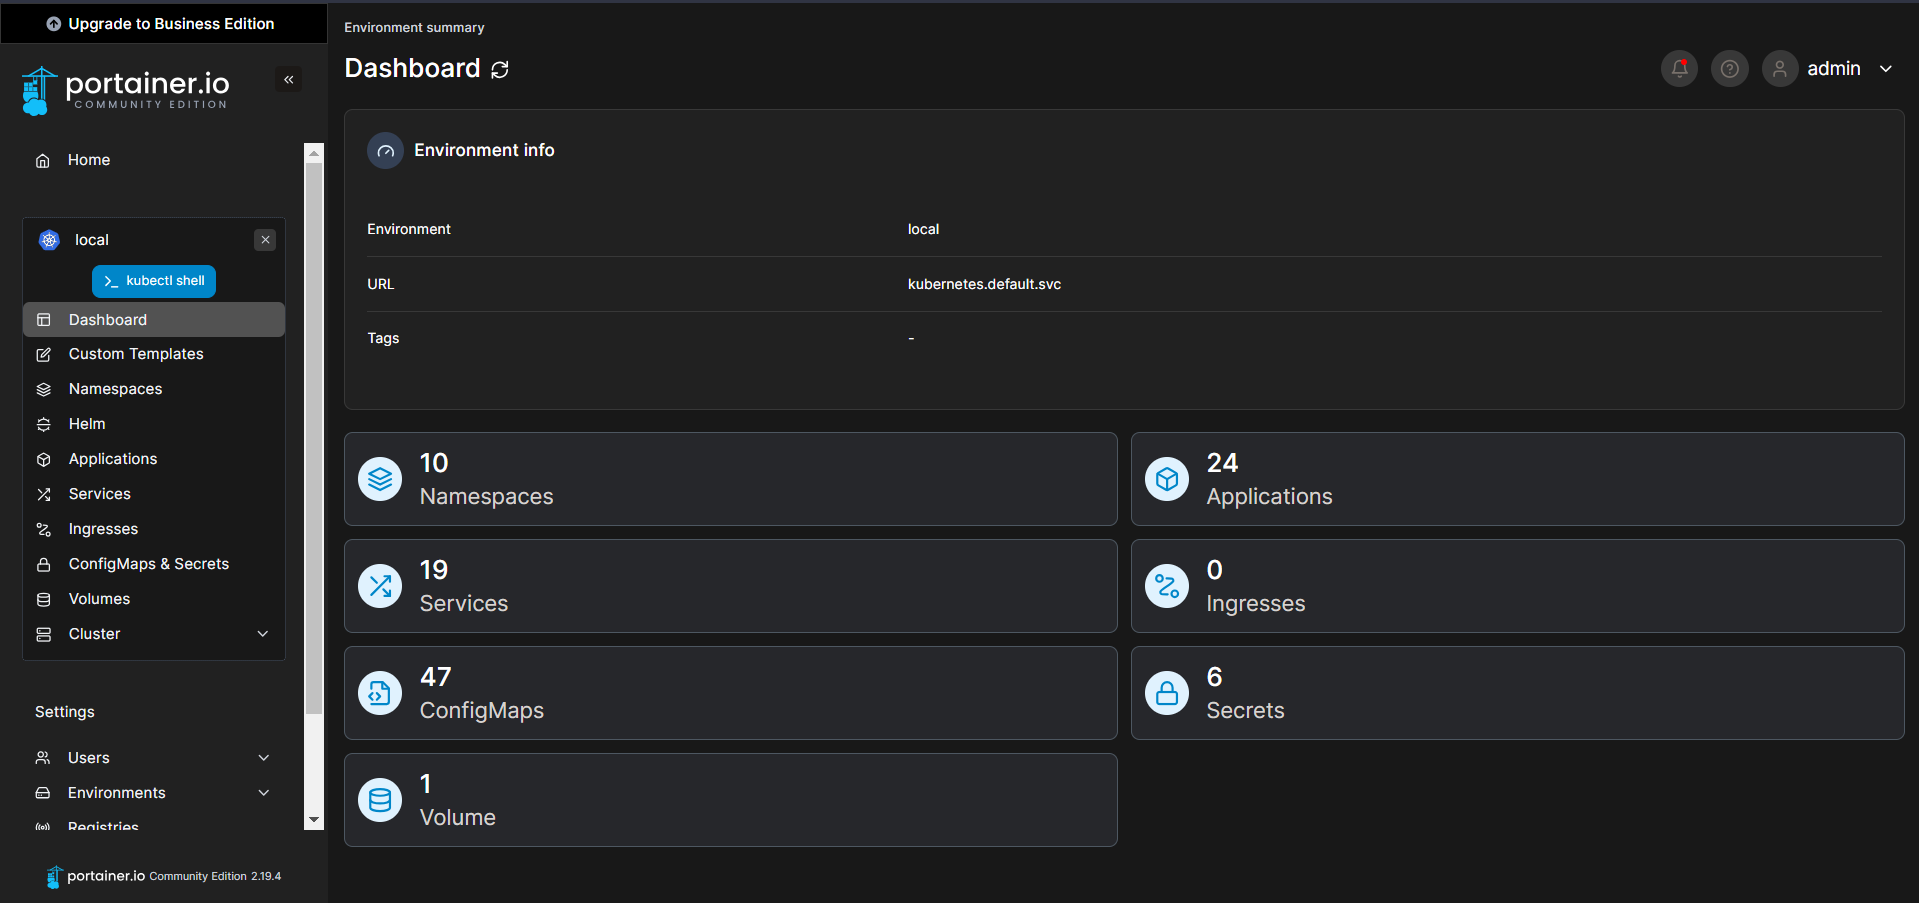 Upgrade to Business Edition
portainer.io
COMMUNITY EDITION
Home
local
kubectl shell
Dashboard
Custom Templates
Namespaces
Helm
Applications
Services
Ingresses
ConfigMaps & Secrets
Volumes
Cluster
Settings
Users
Environments
Registries
portainer.io Community Edition 2.19.4
Environment summary
Dashboard
admin
Environment info
Environment local
URL kubernetes.default.svc
Tags -
10
Namespaces
24
Applications
19
Services
0
Ingresses
47
ConfigMaps
6
Secrets
1
Volume